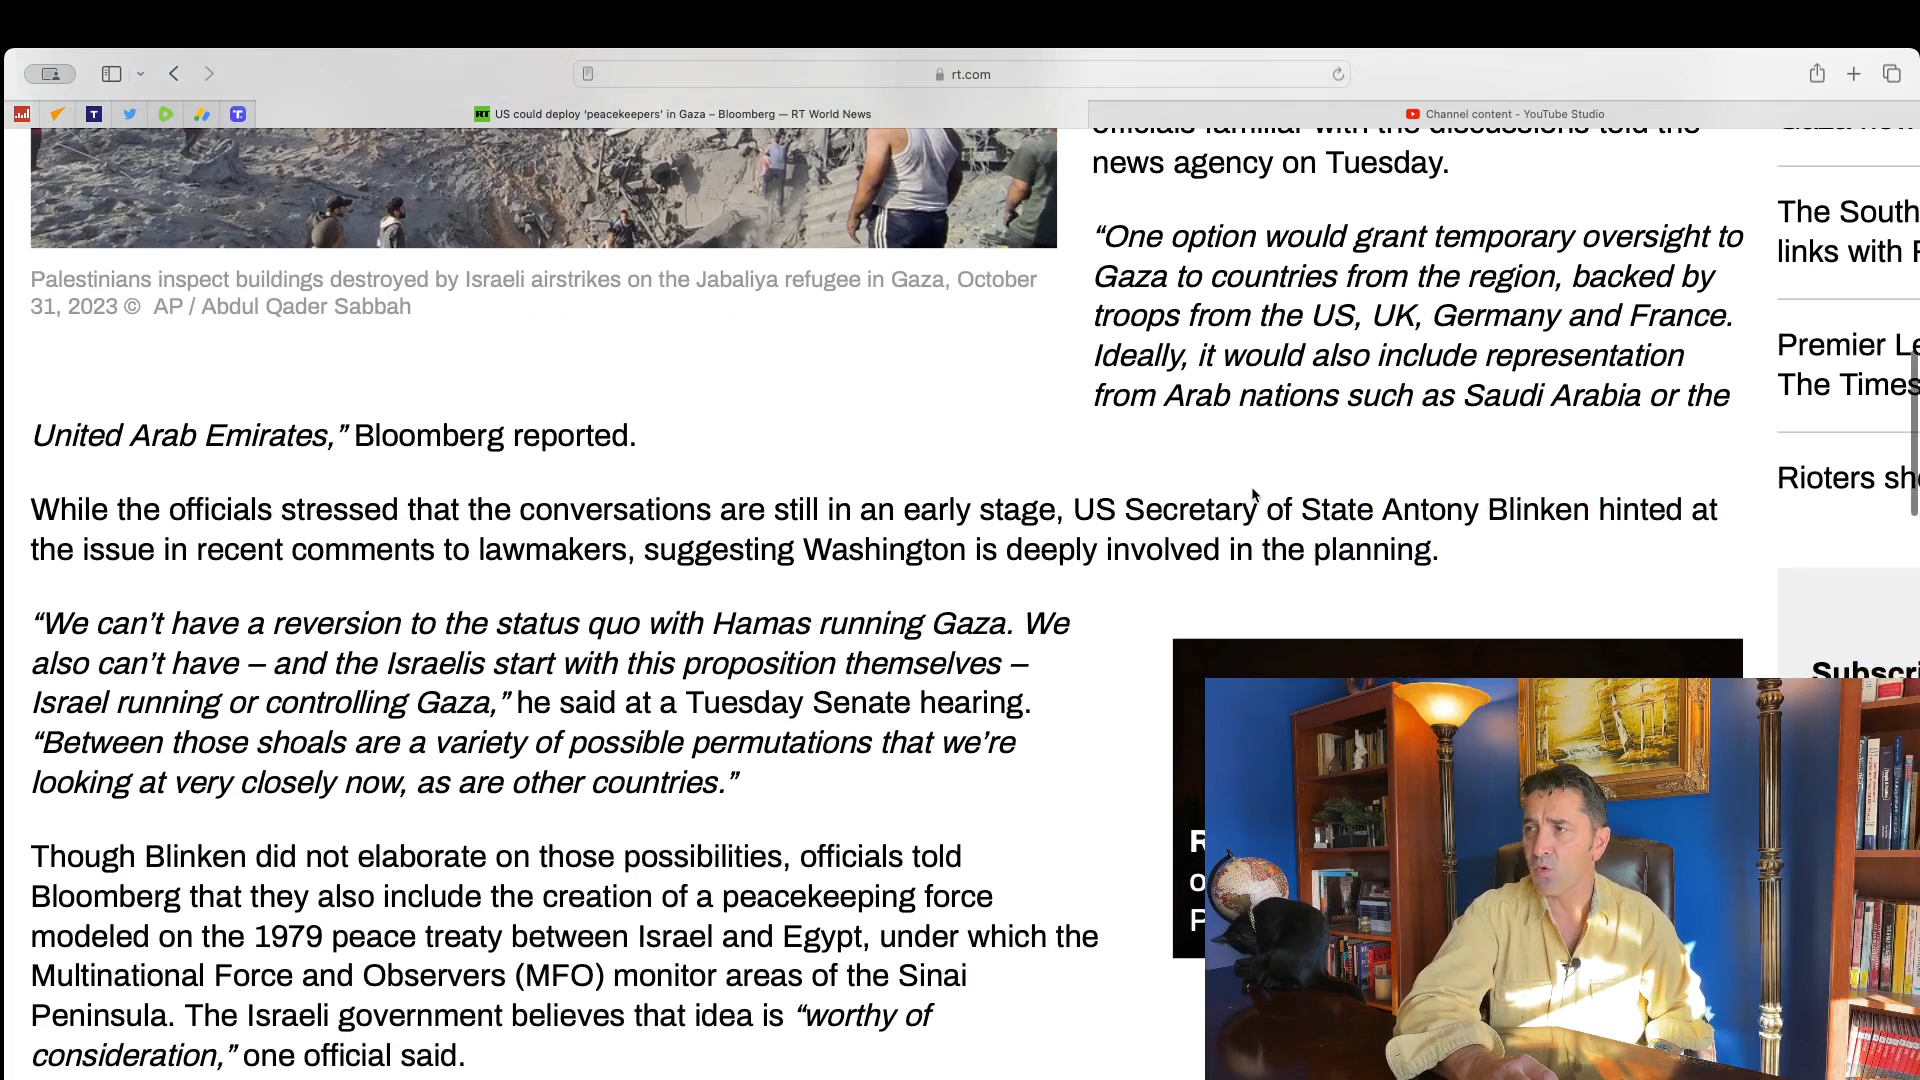 rt.com
US could deploy 'peacekeepers' in Gaza – Bloomberg — RT World News
Channel content - YouTube Studio
officials familiar with the discussions told the
news agency on Tuesday.
“One option would grant temporary oversight to
Gaza to countries from the region, backed by
troops from the US, UK, Germany and France.
Ideally, it would also include representation
from Arab nations such as Saudi Arabia or the
Palestinians inspect buildings destroyed by Israeli airstrikes on the Jabaliya refugee in Gaza, October
31, 2023 © AP / Abdul Qader Sabbah
United Arab Emirates,” Bloomberg reported.
While the officials stressed that the conversations are still in an early stage, US Secretary of State Antony Blinken hinted at
the issue in recent comments to lawmakers, suggesting Washington is deeply involved in the planning.
“We can’t have a reversion to the status quo with Hamas running Gaza. We
also can’t have – and the Israelis start with this proposition themselves –
Israel running or controlling Gaza,” he said at a Tuesday Senate hearing.
“Between those shoals are a variety of possible permutations that we’re
looking at very closely now, as are other countries.”
Though Blinken did not elaborate on those possibilities, officials told
Bloomberg that they also include the creation of a peacekeeping force
modeled on the 1979 peace treaty between Israel and Egypt, under which the
Multinational Force and Observers (MFO) monitor areas of the Sinai
Peninsula. The Israeli government believes that idea is “worthy of
consideration,” one official said.
The South
links with
Premier Le
The Times
Rioters sh
Subscri